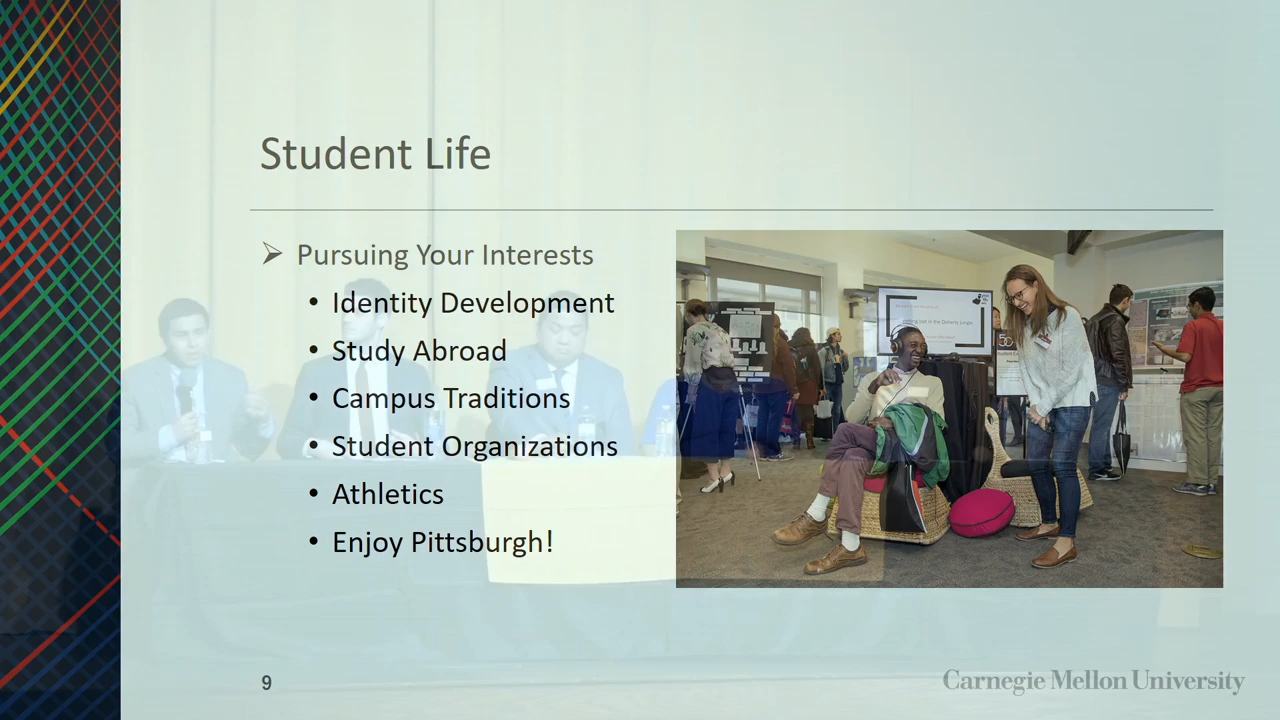 Student Life
Pursuing Your Interests
Identity Development
Study Abroad
Campus Traditions
Student Organizations
Athletics
Enjoy Pittsburgh!
9
Carnegie Mellon University